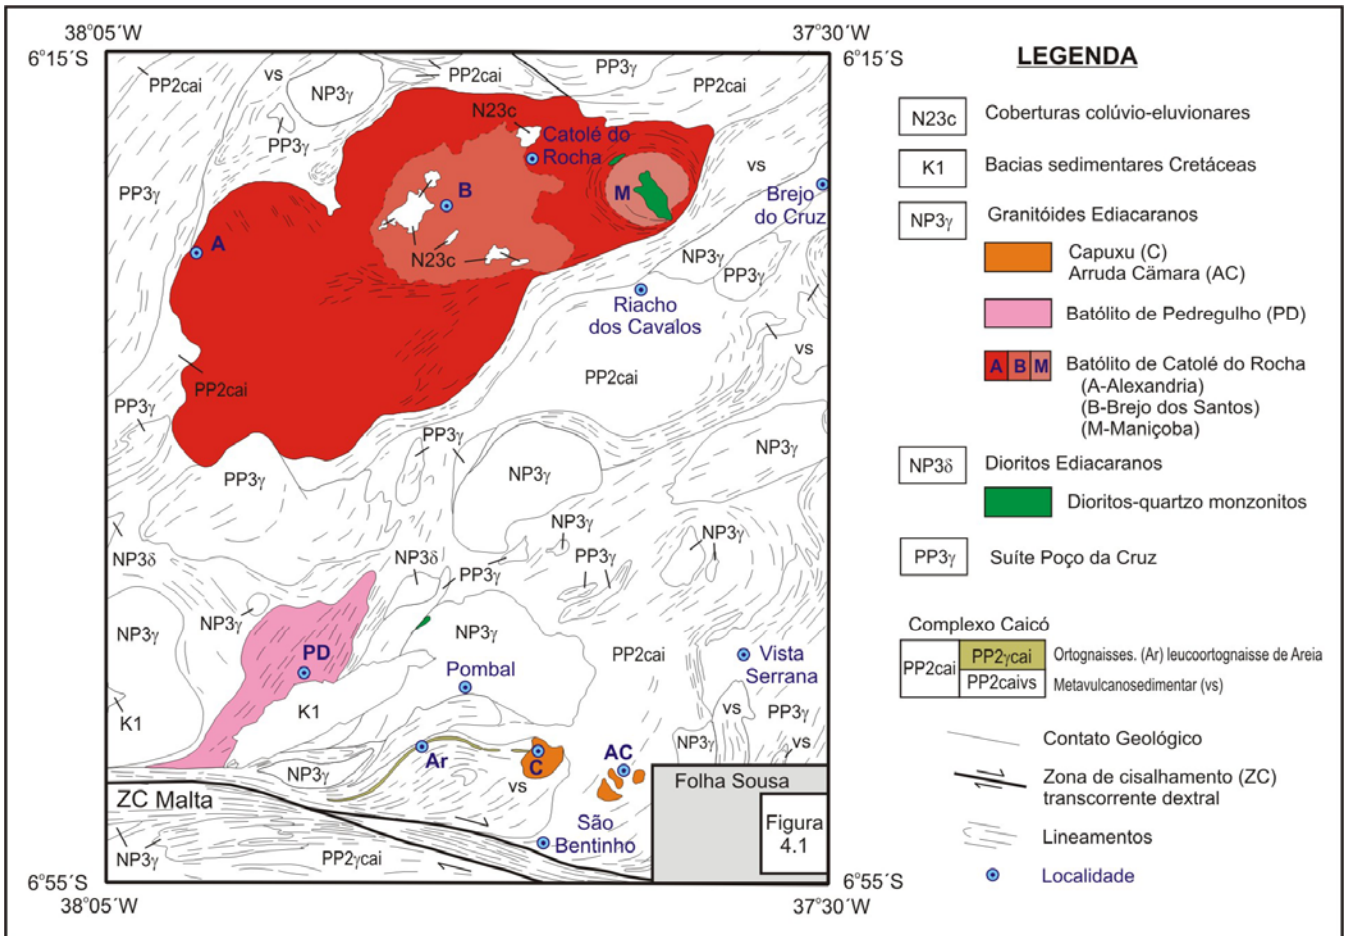 38°05´W
37°30´W
6°15´S
6°15´S
PP2cai
vs
NP3γ
PP2cai
PP3γ
PP2cai
N23c
PP3γ
Catolé do
Rocha
vs
PP3γ
B
M
Brejo
do Cruz
A
N23c
NP3γ
PP3γ
Riacho
dos Cavalos
vs
PP2cai
PP2cai
PP3γ
PP3γ
NP3γ
PP3γ
NP3γ
NP3δ
NP3γ
NP3γ
NP3δ
PP3γ
PP3γ
NP3γ
NP3γ
NP3γ
PD
PP2cai
Vista
Serrana
Pombal
K1
K1
vs
PP3γ
NP3γ
vs
Ar
C
AC
NP3γ
vs
Folha Sousa
ZC Malta
São
Bentinho
Figura
4.1
NP3γ
PP2γcai
6°55´S
6°55´S
38°05´W
37°30´W
LEGENDA
N23c Coberturas colúvio-eluvionares
K1 Bacias sedimentares Cretáceas
NP3γ Granitóides Ediacaranos
Capuxu (C)
Arruda Cämara (AC)
Batólito de Pedregulho (PD)
A B M Batólito de Catolé do Rocha
(A-Alexandria)
(B-Brejo dos Santos)
(M-Maniçoba)
NP3δ Dioritos Ediacaranos
Dioritos-quartzo monzonitos
PP3γ Suíte Poço da Cruz
Complexo Caicó
PP2cai PP2γcai Ortognaisses. (Ar) leucoortognaisse de Areia
PP2caivs Metavulcanosedimentar (vs)
Contato Geológico
Zona de cisalhamento (ZC)
transcorrente dextral
Lineamentos
Localidade